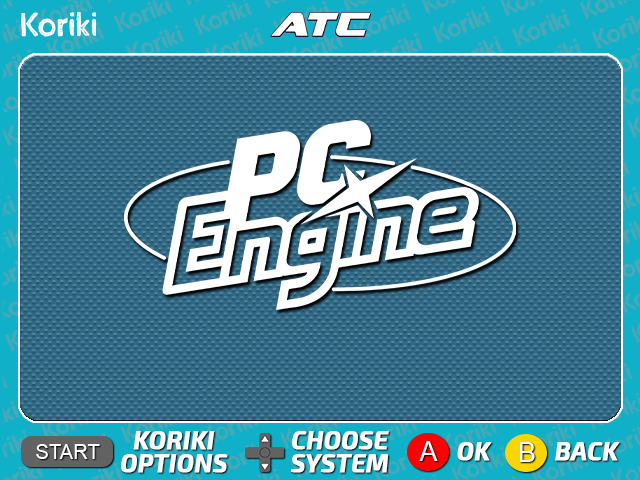 Koriki
ATC
PC
Engine
START
KORIKI
OPTIONS
CHOOSE
SYSTEM
A
OK
B
BACK